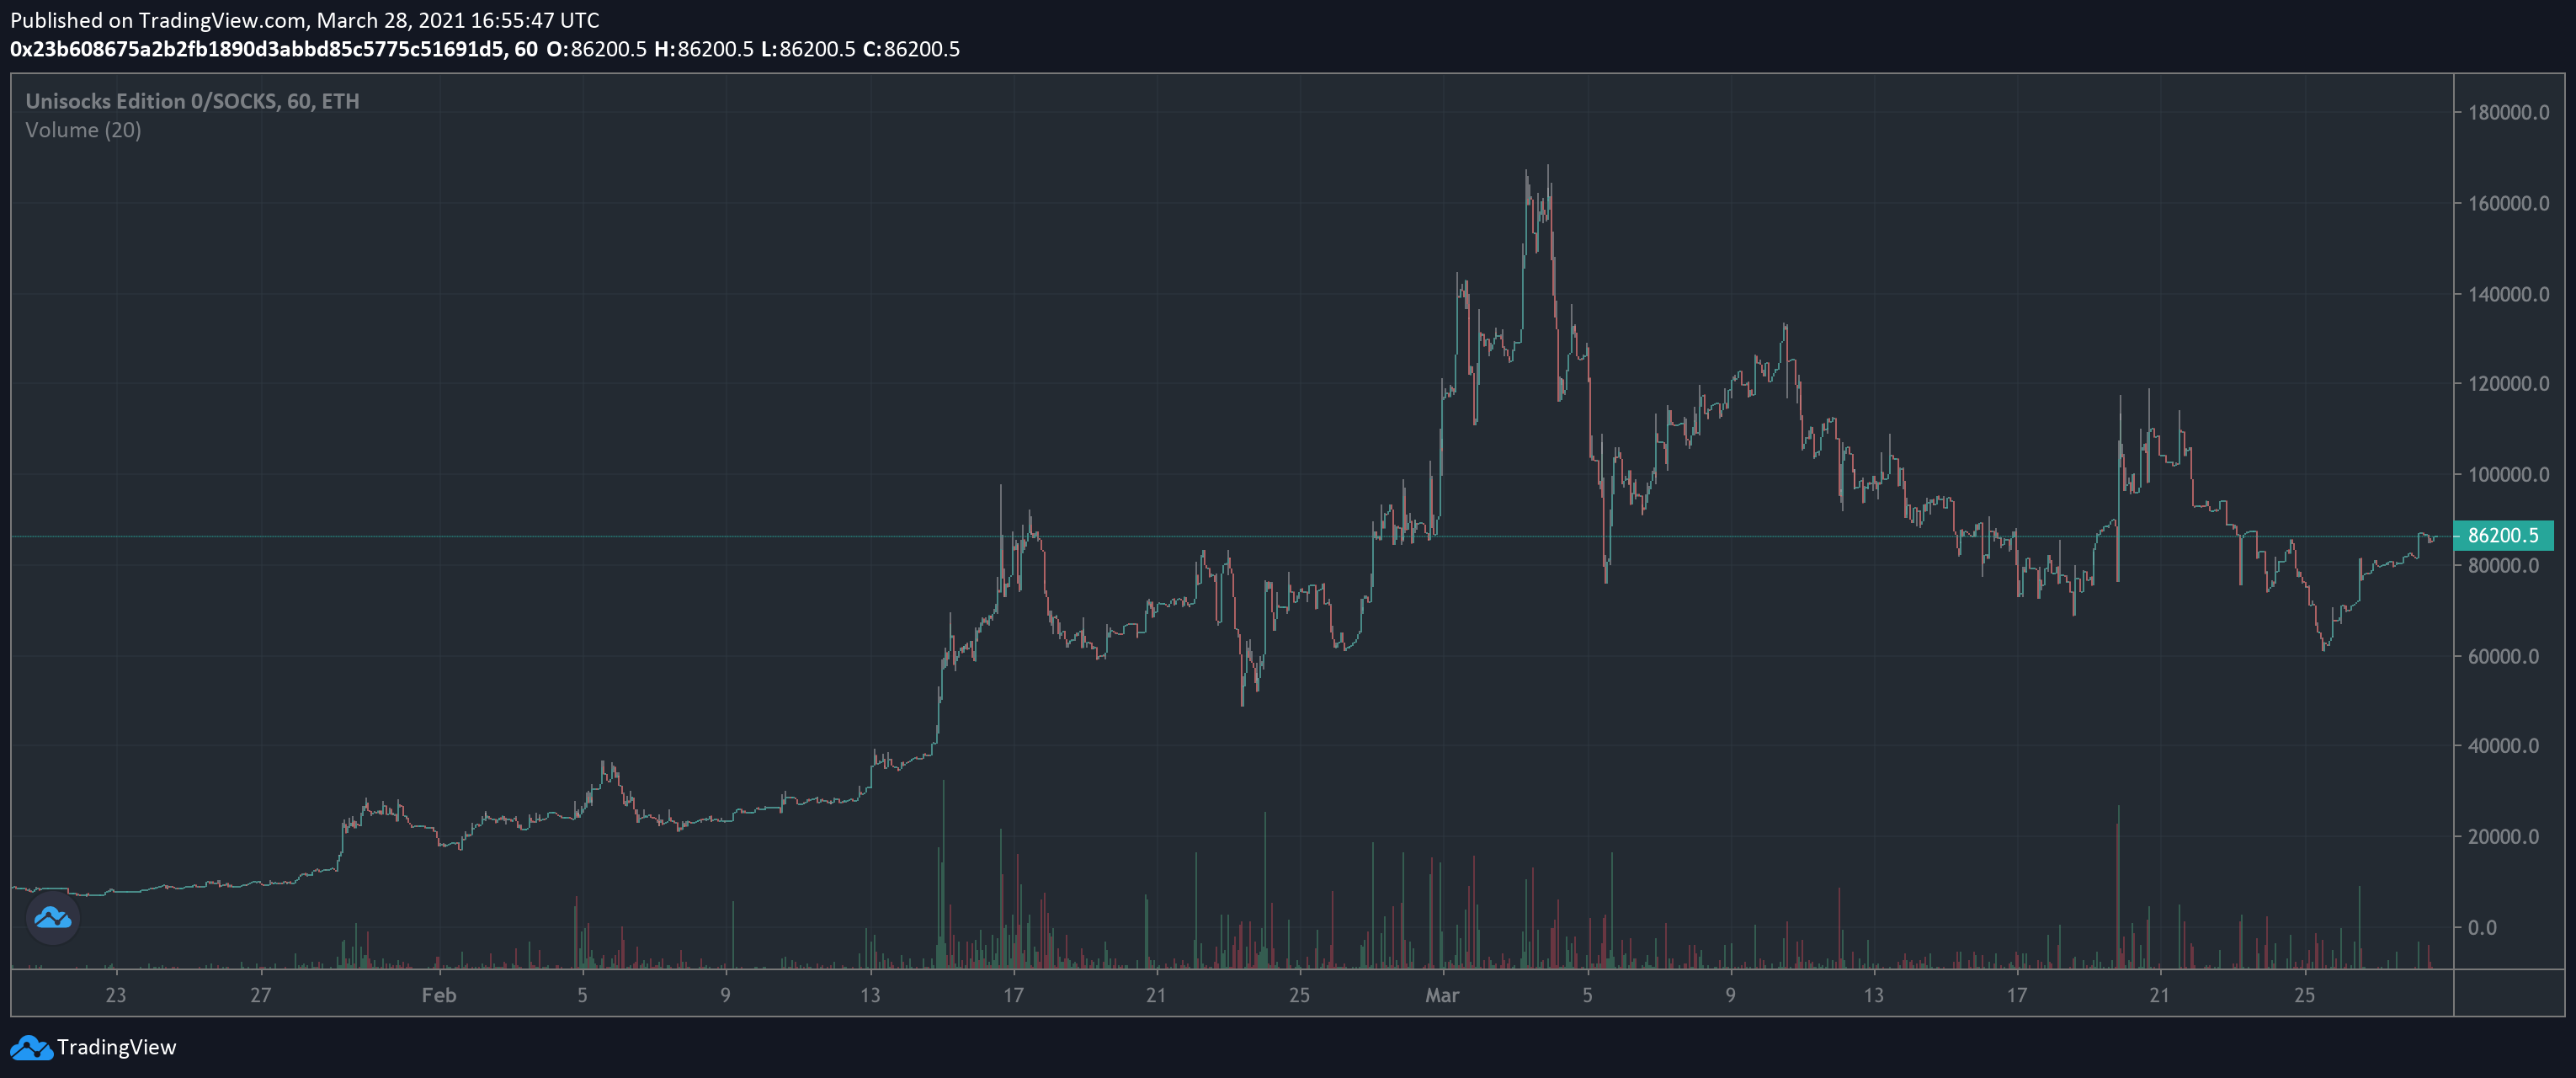 Published on TradingView.com, March 28, 2021 16:55:47 UTC
0x23b608675a2b2fb1890d3abbd85c5775c51691d5, 60 O:86200.5 H:86200.5 L:86200.5 C:86200.5
Unisocks Edition 0/SOCKS, 60, ETH
Volume (20)
180000.0
160000.0
140000.0
120000.0
100000.0
86200.5
80000.0
60000.0
40000.0
20000.0
0.0
23 27 Feb 5 9 13 17 21 25 Mar 5 9 13 17 21 25
TradingView